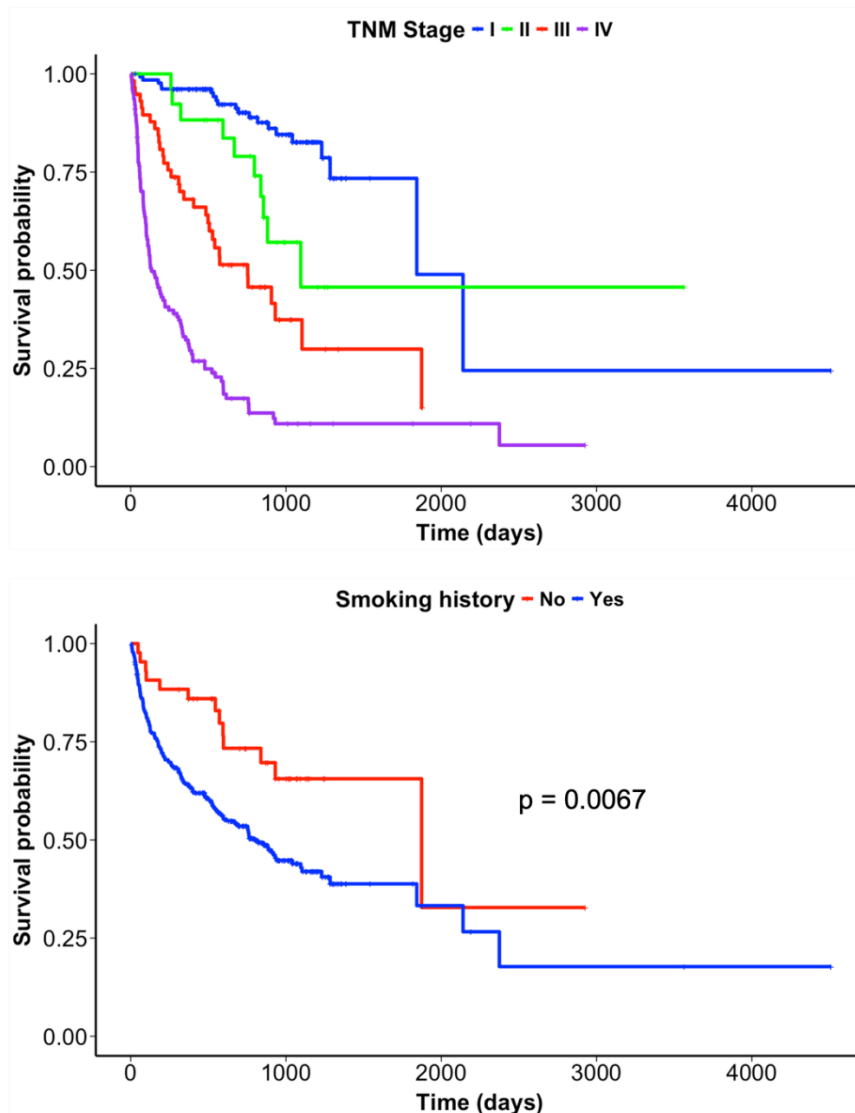 TNM Stage I II III IV
Survival probability
1.00
0.75
0.50
0.25
0.00
0 1000 2000 3000 4000
Time (days)
Smoking history No Yes
Survival probability
1.00
0.75
0.50
0.25
0.00
p = 0.0067
0 1000 2000 3000 4000
Time (days)